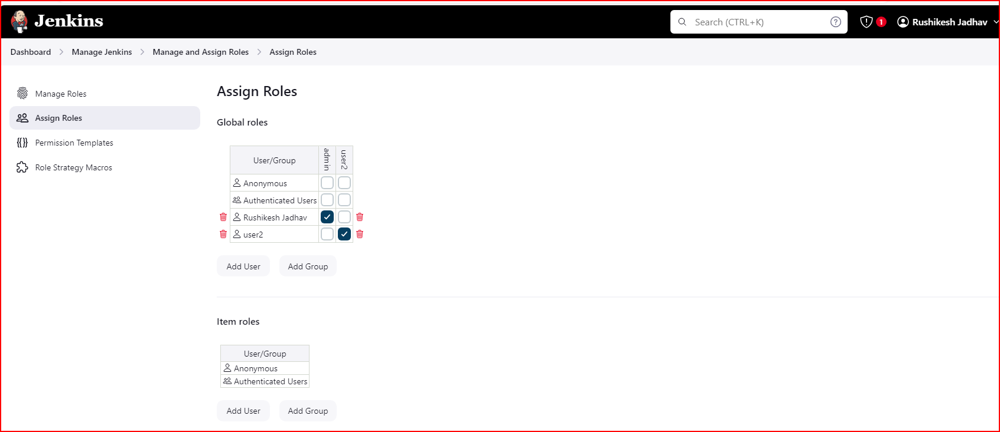 Jenkins
Search (CTRL+K)
1
Rushikesh Jadhav
Dashboard
Manage Jenkins
Manage and Assign Roles
Assign Roles
Manage Roles
Assign Roles
Permission Templates
Role Strategy Macros
Assign Roles
Global roles
User/Group
admin
user2
Anonymous
Authenticated Users
Rushikesh Jadhav
user2
Add User
Add Group
Item roles
User/Group
Anonymous
Authenticated Users
Add User
Add Group